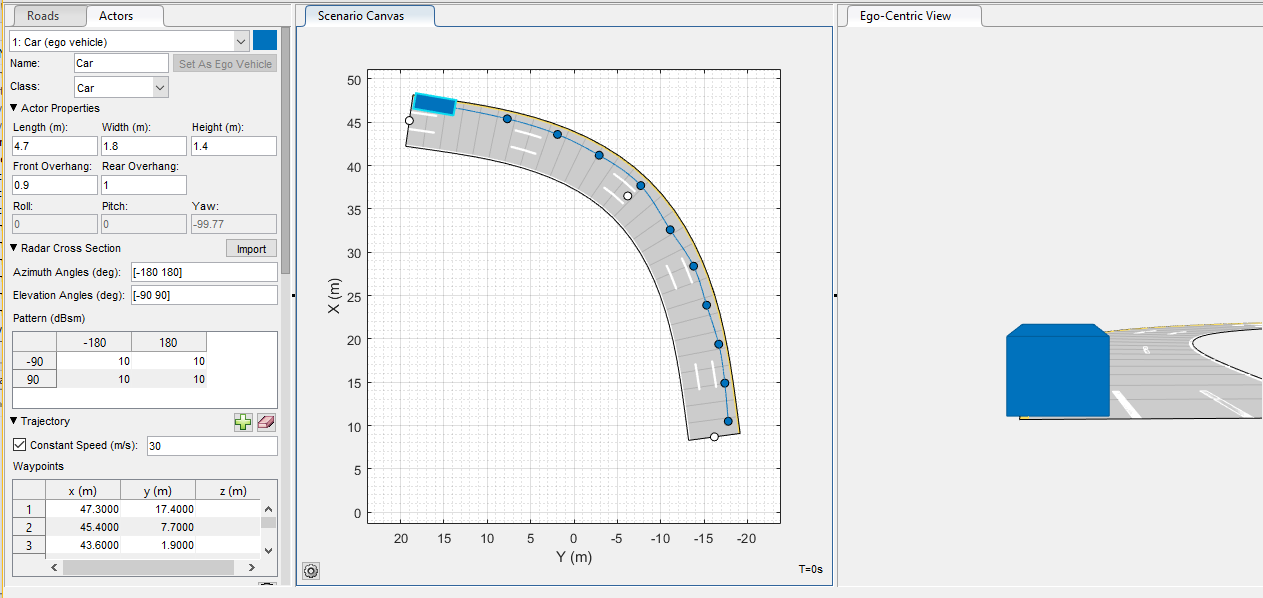 Roads
Actors
1: Car (ego vehicle)
Name:
Car
Set As Ego Vehicle
Class:
Car
▼ Actor Properties
Length (m): Width (m): Height (m):
4.7 1.8 1.4
Front Overhang: Rear Overhang:
0.9 1
Roll: Pitch: Yaw:
0 0 -99.77
▼ Radar Cross Section
Import
Azimuth Angles (deg): [-180 180]
Elevation Angles (deg): [-90 90]
Pattern (dBsm)
-180 180
-90 10 10
90 10 10
▼ Trajectory
Constant Speed (m/s): 30
Waypoints
x (m) y (m) z (m)
1 47.3000 17.4000
2 45.4000 7.7000
3 43.6000 1.9000
Scenario Canvas
50
45
40
35
30
25
20
15
10
5
0
X (m)
20 15 10 5 0 -5 -10 -15 -20
Y (m)
T=0s
Ego-Centric View